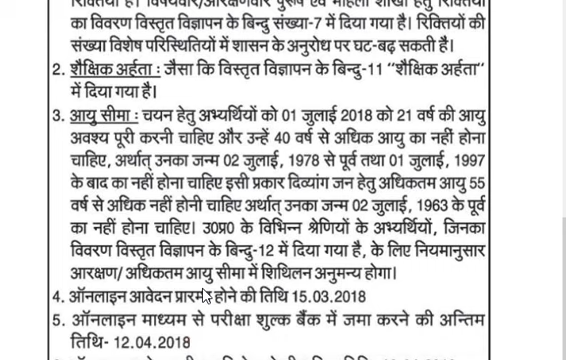 रिक्तियां हैं। विषयवार/आरक्षणवार पुरूष एवं महिला शाखा हेतु रिक्तियों
का विवरण विस्तृत विज्ञापन के बिन्दु संख्या-7 में दिया गया है। रिक्तियों की
संख्या विशेष परिस्थितियों में शासन के अनुरोध पर घट-बढ़ सकती है।
2. शैक्षिक अर्हता : जैसा कि विस्तृत विज्ञापन के बिन्दु-11 "शैक्षिक अर्हता"
में दिया गया है।
3. आयु सीमा : चयन हेतु अभ्यर्थियों को 01 जुलाई 2018 को 21 वर्ष की आयु
अवश्य पूरी करनी चाहिए और उन्हें 40 वर्ष से अधिक आयु का नहीं होना
चाहिए, अर्थात् उनका जन्म 02 जुलाई, 1978 से पूर्व तथा 01 जुलाई, 1997
के बाद का नहीं होना चाहिए इसी प्रकार दिव्यांग जन हेतु अधिकतम आयु 55
वर्ष से अधिक नहीं होनी चाहिए अर्थात् उनका जन्म 02 जुलाई, 1963 के पूर्व
का नहीं होना चाहिए। उ0प्र0 के विभिन्न श्रेणियों के अभ्यर्थियों, जिनका
विवरण विस्तृत विज्ञापन के बिन्दु-12 में दिया गया है, के लिए नियमानुसार
आरक्षण/ अधिकतम आयु सीमा में शिथिलन अनुमन्य होगा।
4. ऑनलाइन आवेदन प्रारम्भ होने की तिथि 15.03.2018
5. ऑनलाइन माध्यम से परीक्षा शुल्क बैंक में जमा करने की अन्तिम
तिथि- 12.04.2018